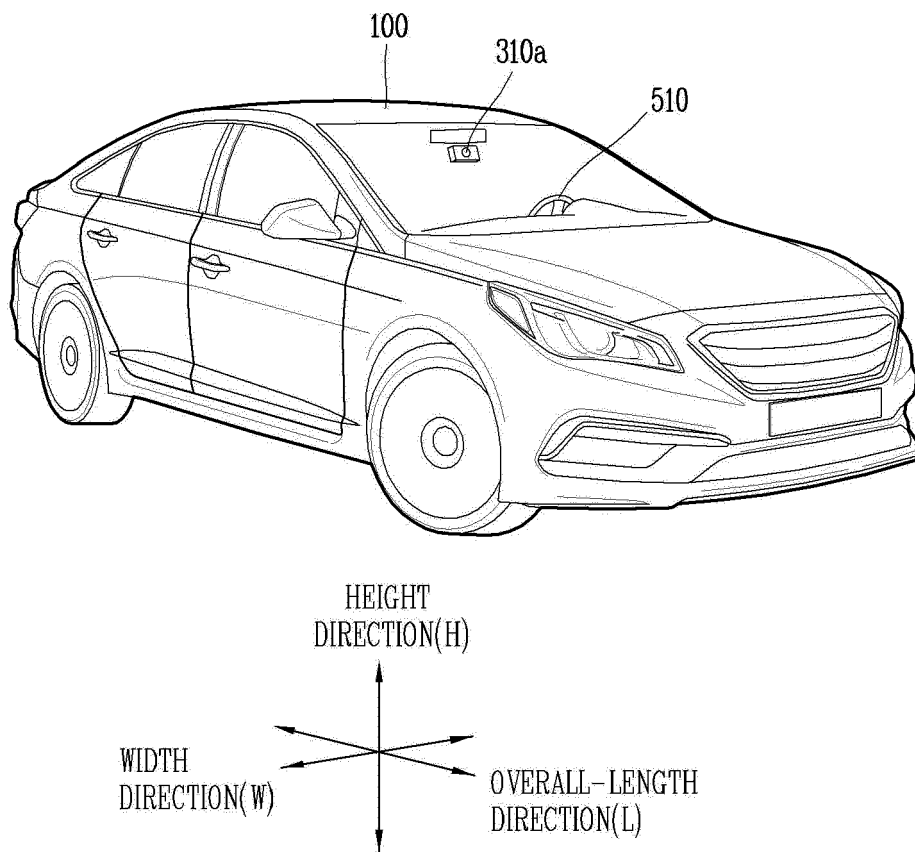 100
310a
510
HEIGHT
DIRECTION(H)
WIDTH
DIRECTION(W)
OVERALL-LENGTH
DIRECTION(L)